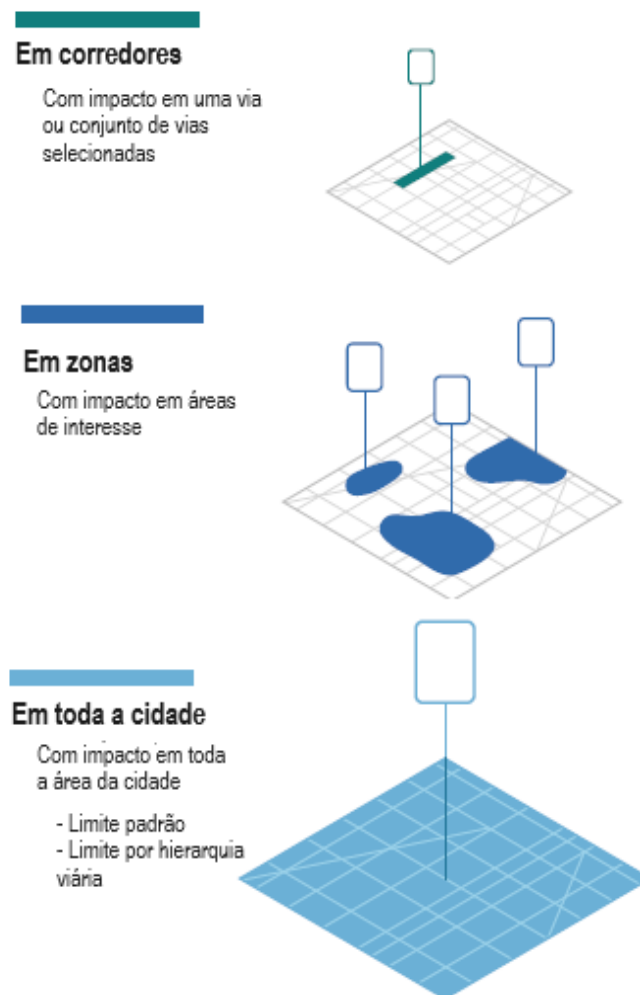 Em corredores
Com impacto em uma via
ou conjunto de vias
selecionadas
Em zonas
Com impacto em áreas
de interesse
Em toda a cidade
Com impacto em toda
a área da cidade
- Limite padrão
- Limite por hierarquia
viária